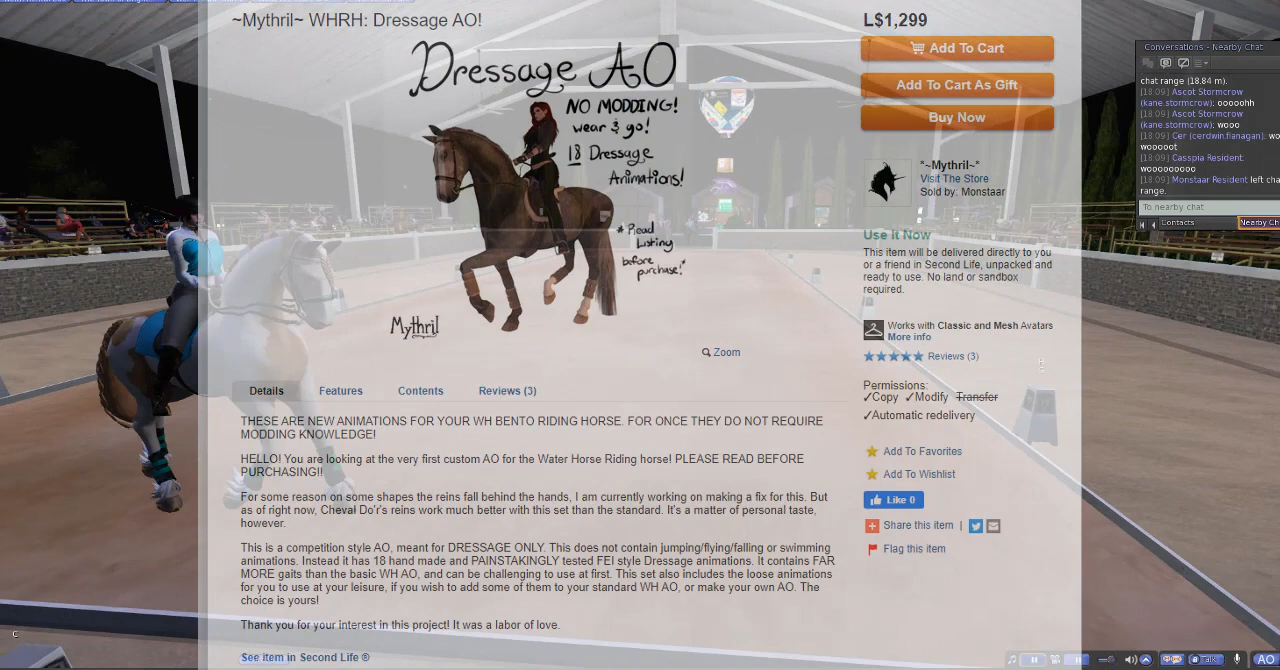 ~Mythril~ WHRH: Dressage AO!
Dressage AO
NO MODDING!
wear & go!
18 Dressage
Animations!
* Read
Listing
before
purchase!*
Mythril
Zoom
L$1,299
Add To Cart
Add To Cart As Gift
Buy Now
*~Mythril~*
Visit The Store
Sold by: Monstaar
Use It Now
This item will be delivered directly to you
or a friend in Second Life, unpacked and
ready to use. No land or sandbox
required.
Works with Classic and Mesh Avatars
More info
Reviews (3)
Permissions:
✓Copy ✓Modify Transfer
✓Automatic redelivery
Add To Favorites
Add To Wishlist
Like 0
Share this item |
Flag this item
Details
Features
Contents
Reviews (3)
THESE ARE NEW ANIMATIONS FOR YOUR WH BENTO RIDING HORSE. FOR ONCE THEY DO NOT REQUIRE
MODDING KNOWLEDGE!
HELLO! You are looking at the very first custom AO for the Water Horse Riding horse! PLEASE READ BEFORE
PURCHASING!!
For some reason on some shapes the reins fall behind the hands, I am currently working on making a fix for this. But
as of right now, Cheval Do'r's reins work much better with this set than the standard. It's a matter of personal taste,
however.
This is a competition style AO, meant for DRESSAGE ONLY. This does not contain jumping/flying/falling or swimming
animations. Instead it has 18 hand made and PAINSTAKINGLY tested FEI style Dressage animations. It contains FAR
MORE gaits than the basic WH AO, and can be challenging to use at first. This set also includes the loose animations
for you to use at your leisure, if you wish to add some of them to your standard WH AO, or make your own AO. The
choice is yours!
Thank you for your interest in this project! It was a labor of love.
See item in Second Life ®
Conversations - Nearby Chat
chat range (18.84 m).
[18:09] Ascot Stormcrow
(kane.stormcrow): ooooohh
[18:09] Ascot Stormcrow
(kane.stormcrow): wooo
[18:09] Cer (cerdwin.flanagan): wo
wooooot
[18:09] Casspia Resident:
wooooooooo
[18:09] Monstaar Resident left cha
range.
To nearby chat
Contacts
Nearby Ch
C
Talk
AO